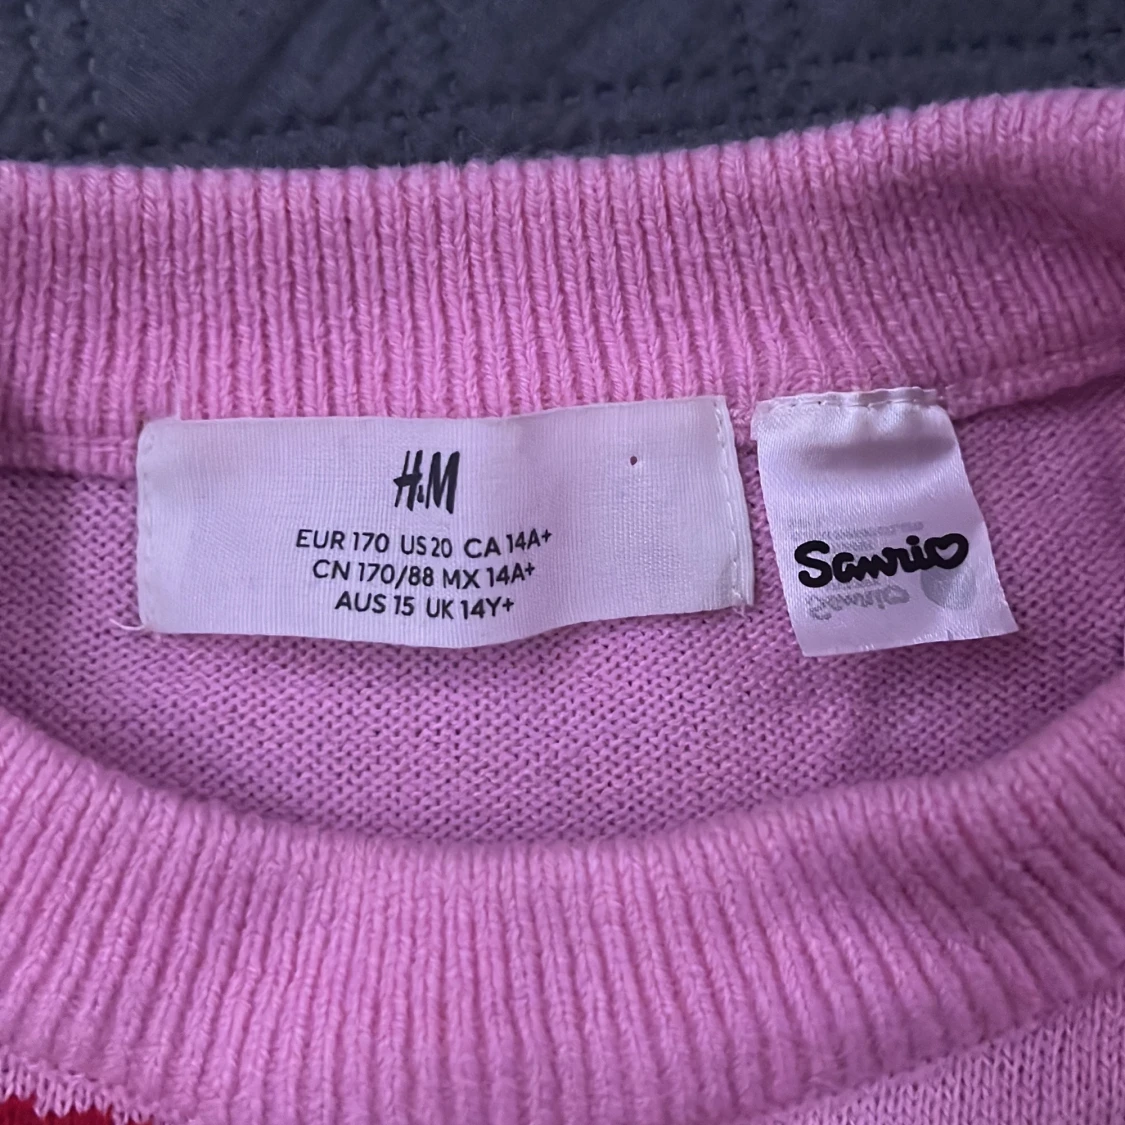 H&M
EUR 170 US 20 CA 14A+
CN 170/88 MX 14A+
AUS 15 UK 14Y+
Sanrio